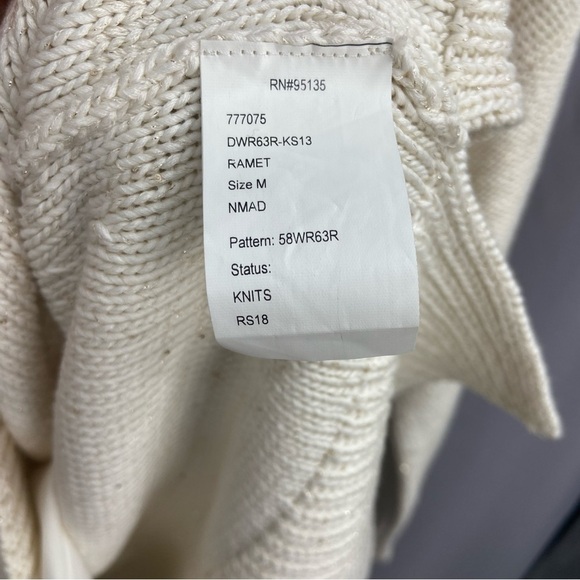 RN#95135
777075
DWR63R-KS13
RAMET
Size M
NMAD
Pattern: 58WR63R
Status:
KNITS
RS18